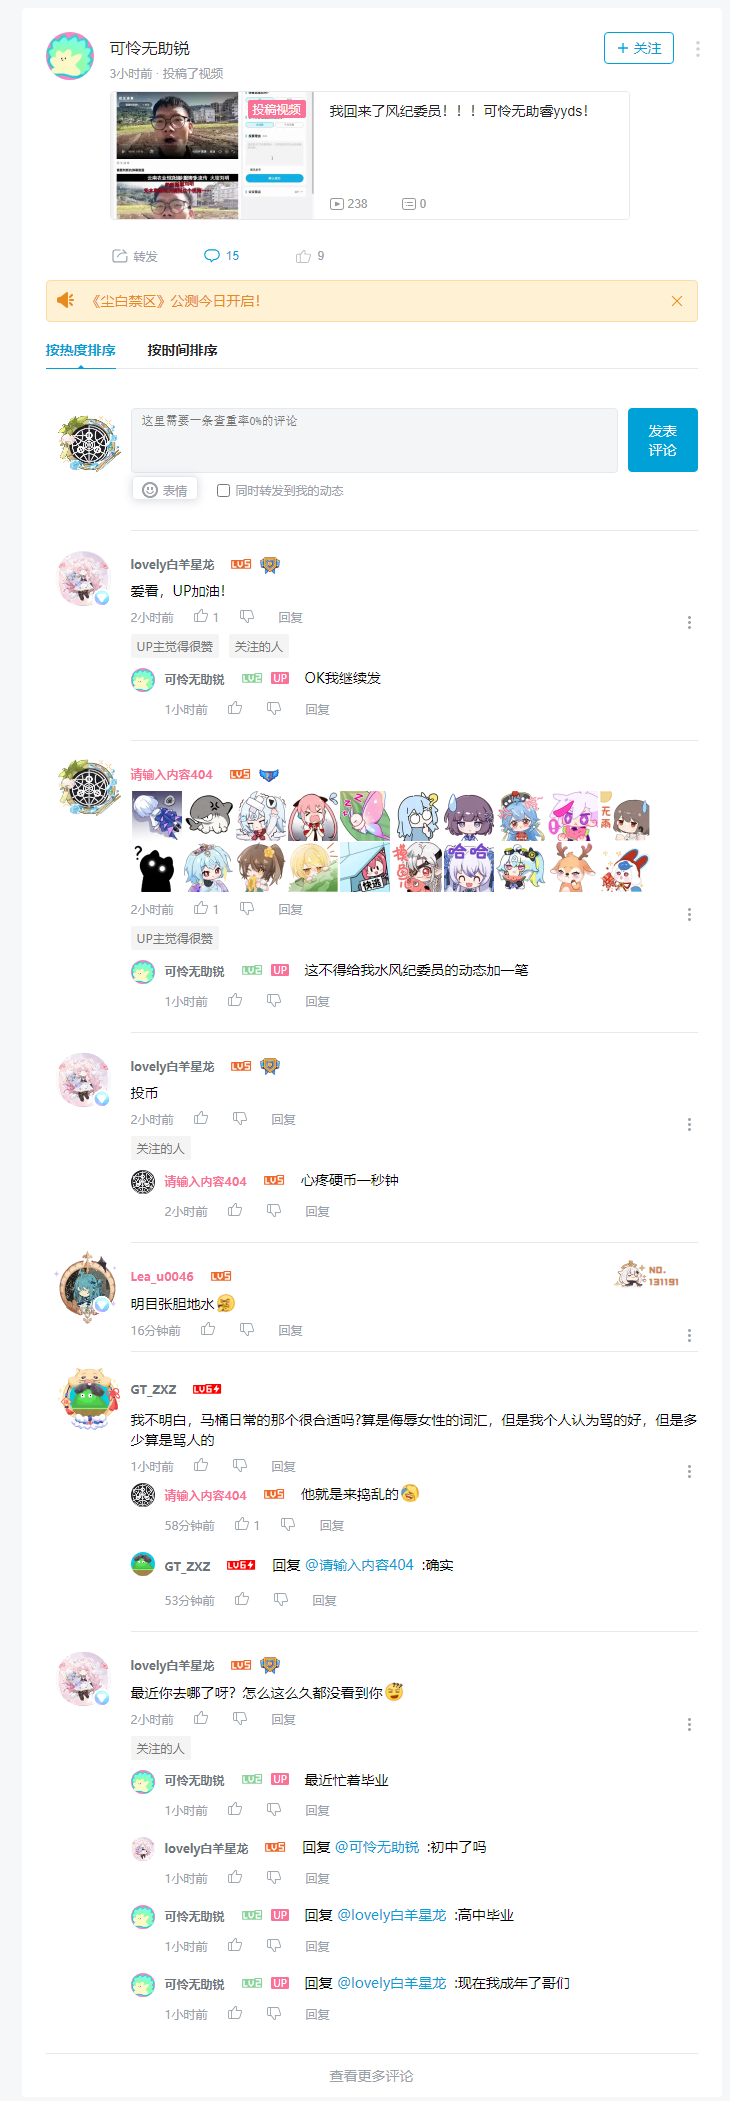 可怜无助锐
3小时前 · 投稿了视频
+ 关注
投稿视频
我回来了风纪委员！！！可怜无助睿yyds！
238
0
转发
15
9
《尘白禁区》公测今日开启！
按热度排序
按时间排序
这里需要一条查重率0%的评论
发表
评论
表情
同时转发到我的动态
lovely白羊星龙 LV5
爱看，UP加油！
2小时前 1 回复
UP主觉得很赞 关注的人
可怜无助锐 LV2 UP OK我继续发
1小时前 回复
请输入内容404 LV5
无雨
?
快逃
哈哈
2小时前 1 回复
UP主觉得很赞
可怜无助锐 LV2 UP 这不得给我水风纪委员的动态加一笔
1小时前 回复
lovely白羊星龙 LV5
投币
2小时前 回复
关注的人
请输入内容404 LV5 心疼硬币一秒钟
2小时前 回复
Lea_u0046 LV5
NO.
131191
明目张胆地水
16分钟前 回复
GT_ZXZ LV6
我不明白，马桶日常的那个很合适吗?算是侮辱女性的词汇，但是我个人认为骂的好，但是多
少算是骂人的
1小时前 回复
请输入内容404 LV5 他就是来捣乱的
58分钟前 1 回复
GT_ZXZ LV6 回复 @请输入内容404 :确实
53分钟前 回复
lovely白羊星龙 LV5
最近你去哪了呀？怎么这么久都没看到你
2小时前 回复
关注的人
可怜无助锐 LV2 UP 最近忙着毕业
1小时前 回复
lovely白羊星龙 LV5 回复 @可怜无助锐 :初中了吗
1小时前 回复
可怜无助锐 LV2 UP 回复 @lovely白羊星龙 :高中毕业
1小时前 回复
可怜无助锐 LV2 UP 回复 @lovely白羊星龙 :现在我成年了哥们
1小时前 回复
查看更多评论